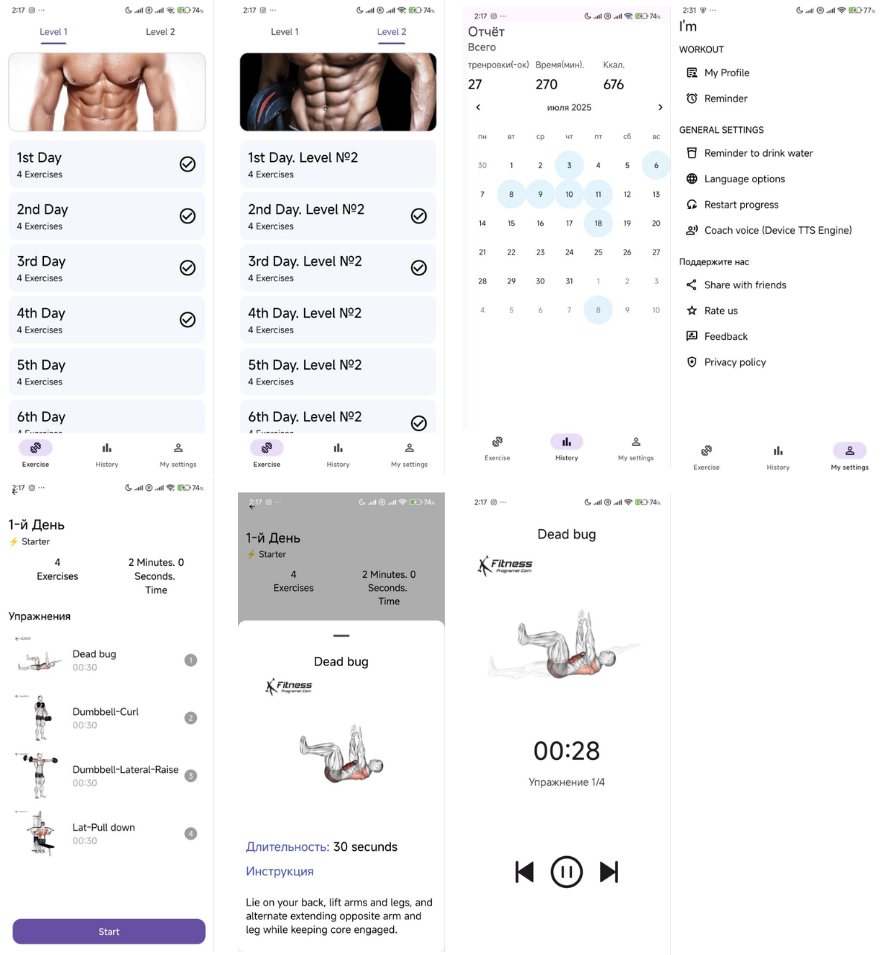 2:17
74%
Level 1
Level 2
1st Day
4 Exercises
2nd Day
4 Exercises
3rd Day
4 Exercises
4th Day
4 Exercises
5th Day
4 Exercises
6th Day
4 Exercises
Exercise
History
My settings
2:17
74%
Level 1
Level 2
1st Day. Level №2
4 Exercises
2nd Day. Level №2
4 Exercises
3rd Day. Level №2
4 Exercises
4th Day. Level №2
4 Exercises
5th Day. Level №2
4 Exercises
6th Day. Level №2
4 Exercises
Exercise
History
My settings
2:17
74%
Отчёт
Всего
тренровки(-ок) Время(мин). Ккал.
27 270 676
июля 2025
пн вт ср чт пт сб вс
30 1 2 3 4 5 6
7 8 9 10 11 12 13
14 15 16 17 18 19 20
21 22 23 24 25 26 27
28 29 30 31 1 2 3
4 5 6 7 8 9 10
Exercise
History
My settings
2:31
77%
I'm
WORKOUT
My Profile
Reminder
GENERAL SETTINGS
Reminder to drink water
Language options
Restart progress
Coach voice (Device TTS Engine)
Поддержите нас
Share with friends
Rate us
Feedback
Privacy policy
Exercise
History
My settings
2:17
74%
1-й День
⚡ Starter
4
Exercises
2 Minutes. 0
Seconds.
Time
Упражнения
Dead bug
00:30
1
Dumbbell-Curl
00:30
2
Dumbbell-Lateral-Raise
00:30
3
Lat-Pull down
00:30
4
Start
2:17
74%
1-й День
⚡ Starter
4
Exercises
2 Minutes. 0
Seconds.
Time
Dead bug
Fitness
Programer.Com
Длительность: 30 seconds
Инструкция
Lie on your back, lift arms and legs, and
alternate extending opposite arm and
leg while keeping core engaged.
2:17
74%
Dead bug
Fitness
Programer.Com
00:28
Упражнение 1/4